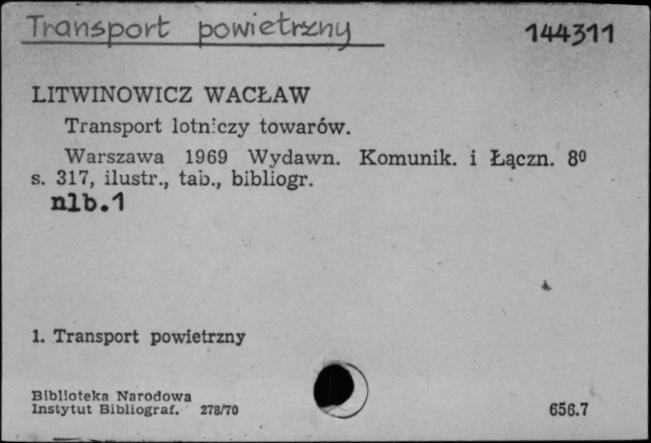 Transport powietrzny
144311
LITWINOWICZ WACŁAW
Transport lotniczy towarów.
Warszawa 1969 Wydawn. Komunik. i Łączn. 8⁰
s. 317, ilustr., tab., bibliogr.
nlb.1
1. Transport powietrzny
Biblioteka Narodowa
Instytut Bibliograf. 278/70
656.7